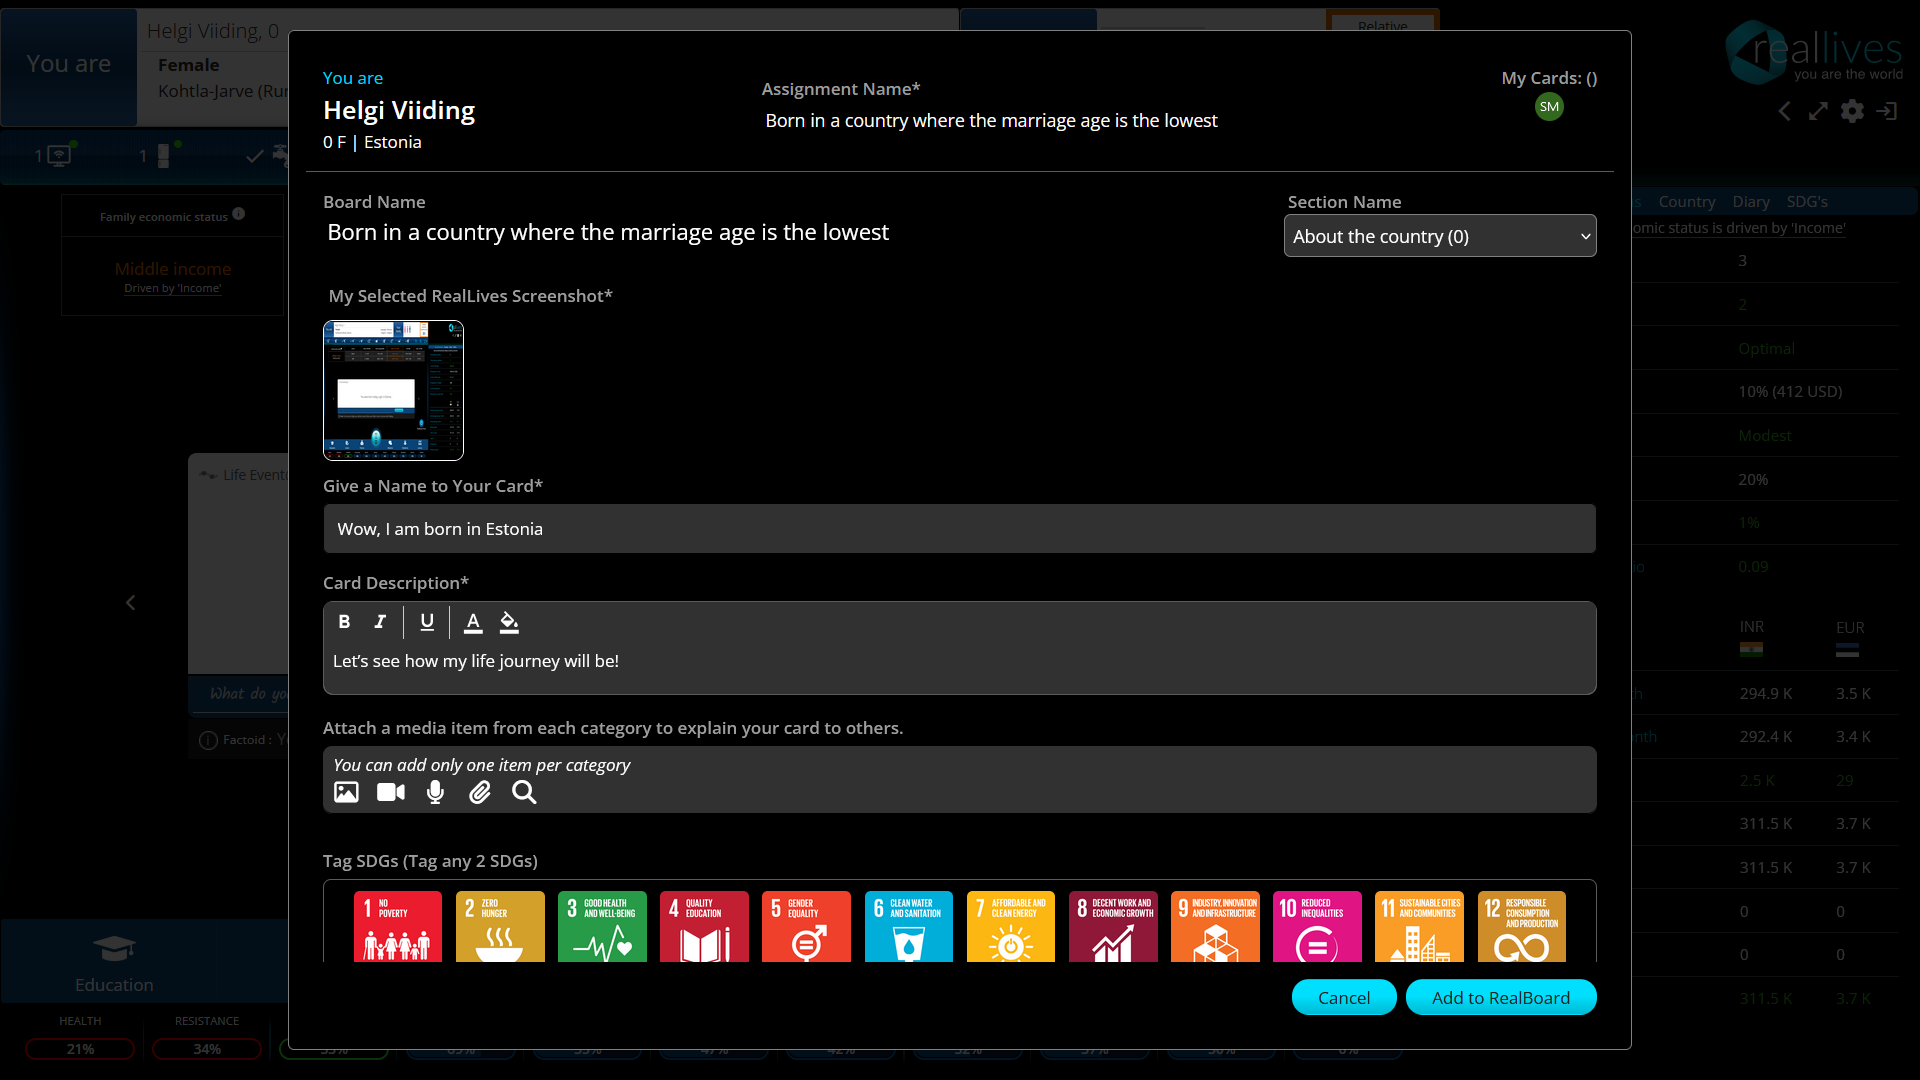 You are
Helgi Viiding, 0
Female
Kohtla-Jarve (Rur
Relative
reallives
you are the world
1
1
Family economic status
Middle income
Driven by 'Income'
Life Event
What do yo
Factoid :
Education
HEALTH
RESISTANCE
21%
34%
You are
Helgi Viiding
0 F | Estonia
Assignment Name*
Born in a country where the marriage age is the lowest
My Cards: ()
SM
Board Name
Born in a country where the marriage age is the lowest
Section Name
About the country (0)
My Selected RealLives Screenshot*
Give a Name to Your Card*
Wow, I am born in Estonia
Card Description*
B I U A
Let's see how my life journey will be!
Attach a media item from each category to explain your card to others.
You can add only one item per category
Tag SDGs (Tag any 2 SDGs)
1 NO POVERTY
2 ZERO HUNGER
3 GOOD HEALTH AND WELL-BEING
4 QUALITY EDUCATION
5 GENDER EQUALITY
6 CLEAN WATER AND SANITATION
7 AFFORDABLE AND CLEAN ENERGY
8 DECENT WORK AND ECONOMIC GROWTH
9 INDUSTRY, INNOVATION AND INFRASTRUCTURE
10 REDUCED INEQUALITIES
11 SUSTAINABLE CITIES AND COMMUNITIES
12 RESPONSIBLE CONSUMPTION AND PRODUCTION
Cancel
Add to RealBoard
Country Diary SDG's
omic status is driven by 'Income'
3
2
Optimal
10% (412 USD)
Modest
20%
1%
0.09
INR EUR
294.9 K 3.5 K
292.4 K 3.4 K
2.5 K 29
311.5 K 3.7 K
311.5 K 3.7 K
0 0
0 0
311.5 K 3.7 K